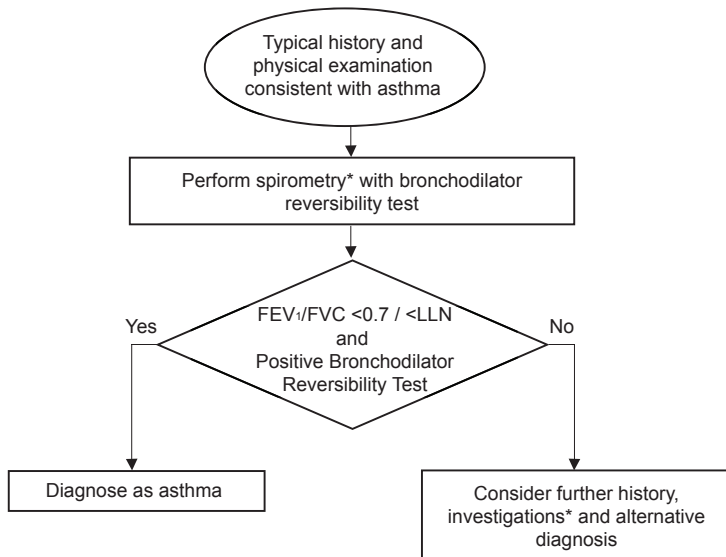 Typical history and
physical examination
consistent with asthma
Perform spirometry* with bronchodilator
reversibility test
FEV₁/FVC <0.7 / <LLN
and
Positive Bronchodilator
Reversibility Test
Yes
No
Diagnose as asthma
Consider further history,
investigations* and alternative
diagnosis